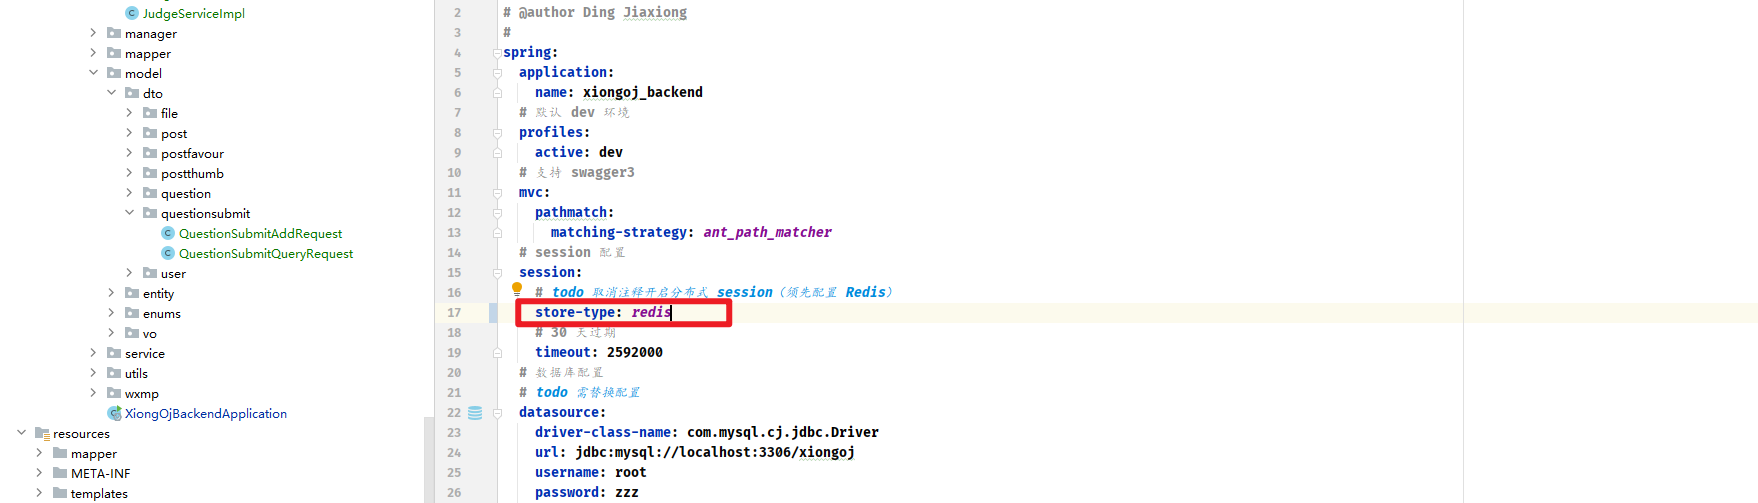 JudgeServiceImpl
manager
mapper
model
dto
file
post
postfavour
postthumb
question
questionsubmit
QuestionSubmitAddRequest
QuestionSubmitQueryRequest
user
entity
enums
vo
service
utils
wxmp
XiongOjBackendApplication
resources
mapper
META-INF
templates
2 # @author Ding Jiaxiong
3 #
4 spring:
5 application:
6 name: xiongoj_backend
7 # 默认 dev 环境
8 profiles:
9 active: dev
10 # 支持 swagger3
11 mvc:
12 pathmatch:
13 matching-strategy: ant_path_matcher
14 # session 配置
15 session:
16 # todo 取消注释开启分布式 session（须先配置 Redis）
17 store-type: redis
18 # 30 天过期
19 timeout: 2592000
20 # 数据库配置
21 # todo 需替换配置
22 datasource:
23 driver-class-name: com.mysql.cj.jdbc.Driver
24 url: jdbc:mysql://localhost:3306/xiongoj
25 username: root
26 password: zzz